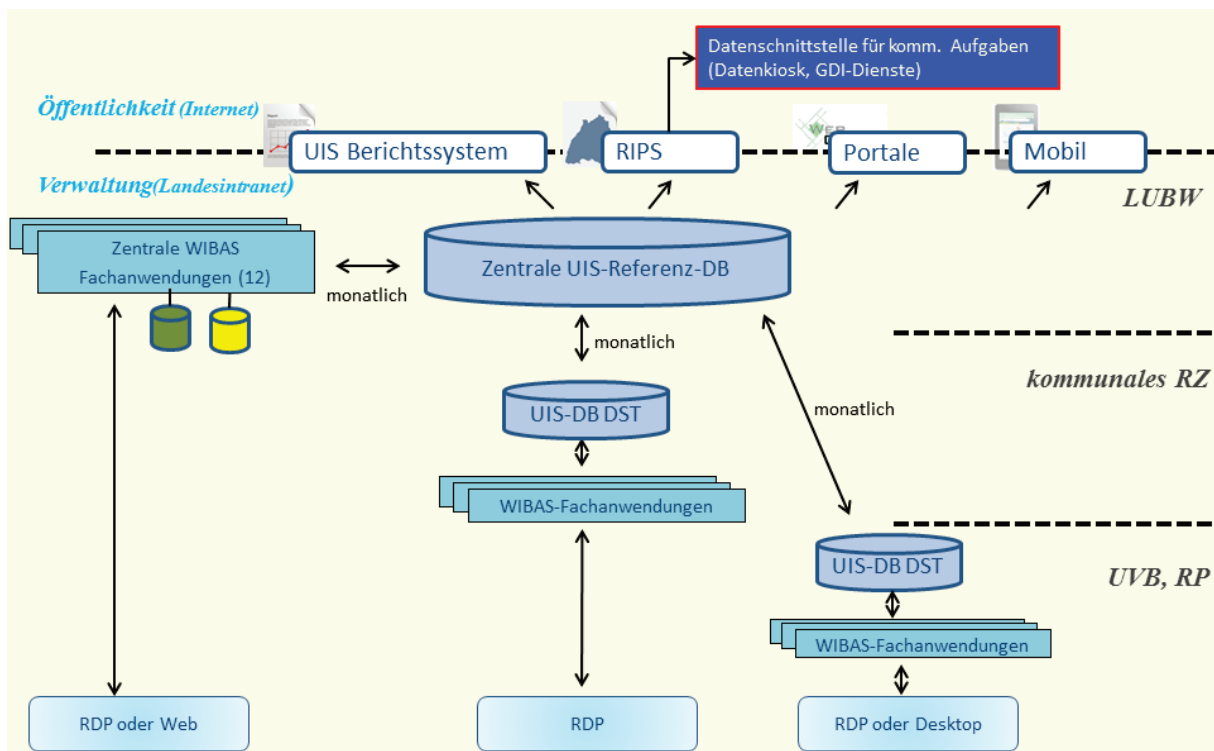 Datenschnittstelle für komm. Aufgaben
(Datenkiosk, GDI-Dienste)
Öffentlichkeit (Internet)
UIS Berichtssystem
RIPS
Portale
Mobil
Verwaltung(Landesintranet)
LUBW
Zentrale WIBAS
Fachanwendungen (12)
Zentrale UIS-Referenz-DB
monatlich
monatlich
kommunales RZ
UIS-DB DST
monatlich
WIBAS-Fachanwendungen
UIS-DB DST
UVB, RP
WIBAS-Fachanwendungen
RDP oder Web
RDP
RDP oder Desktop